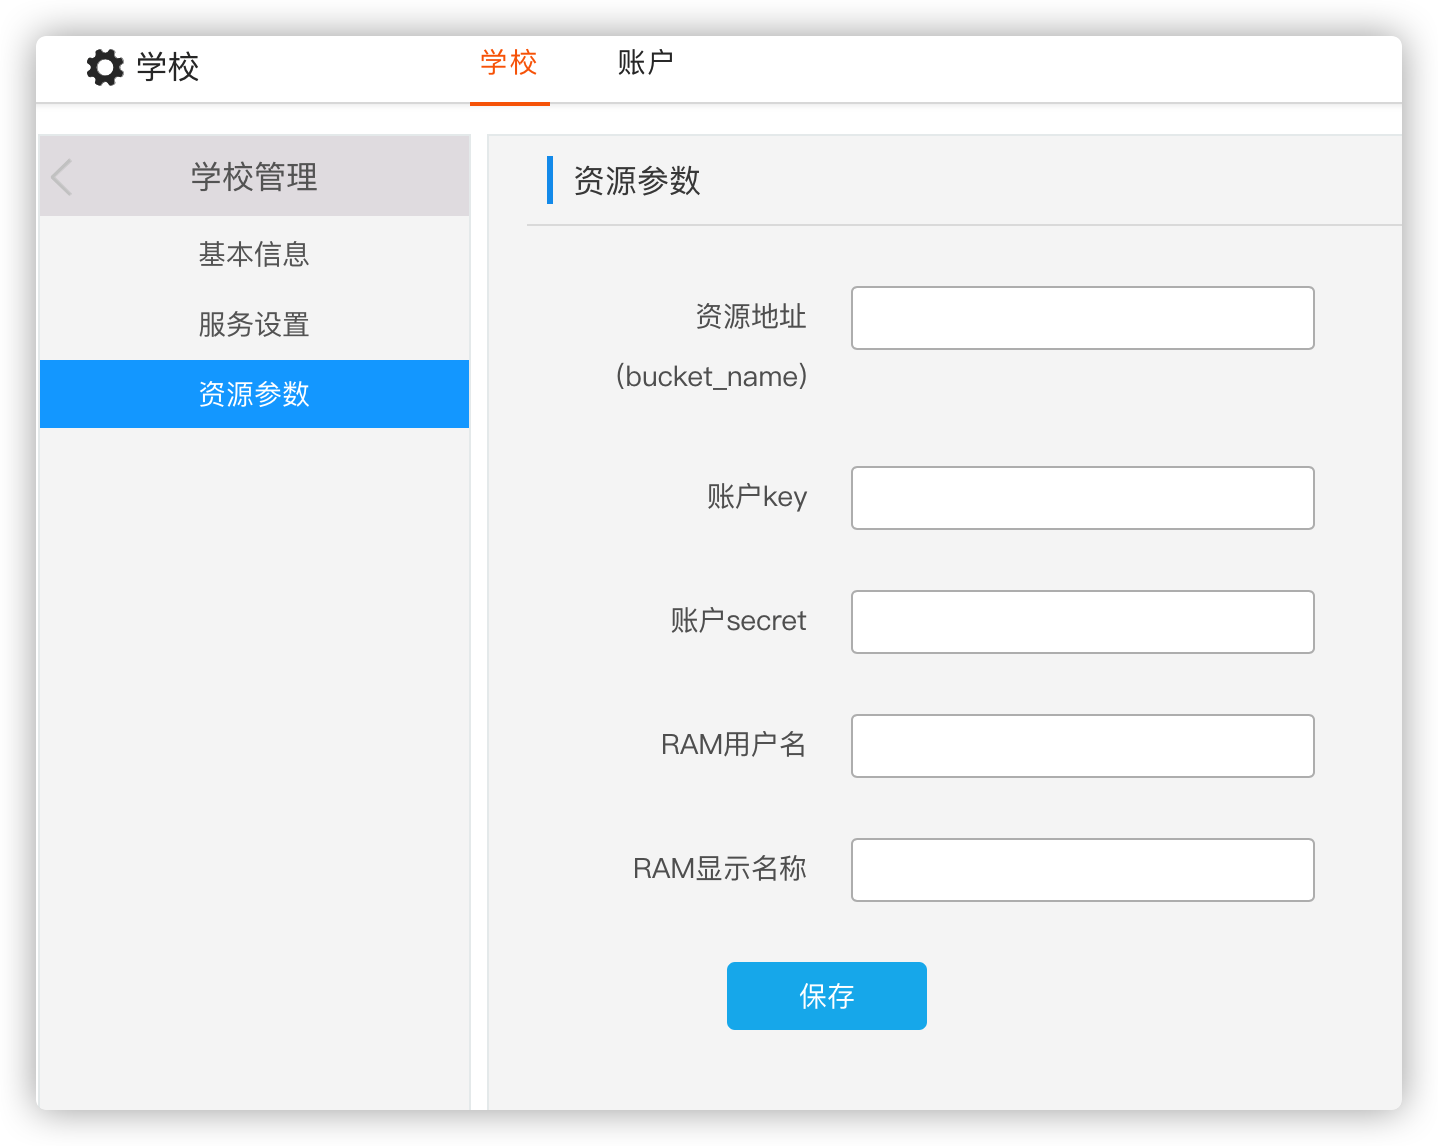 学校
学校
账户
学校管理
基本信息
服务设置
资源参数
资源参数
资源地址
(bucket_name)
账户key
账户secret
RAM用户名
RAM显示名称
保存